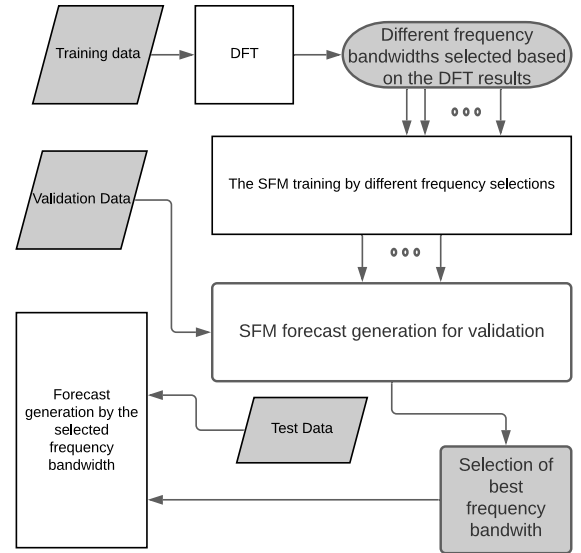 Training data
DFT
Different frequency
bandwidths selected based
on the DFT results
The SFM training by different frequency selections
Validation Data
SFM forecast generation for validation
Forecast
generation by the
selected
frequency
bandwidth
Test Data
Selection of
best
frequency
bandwith